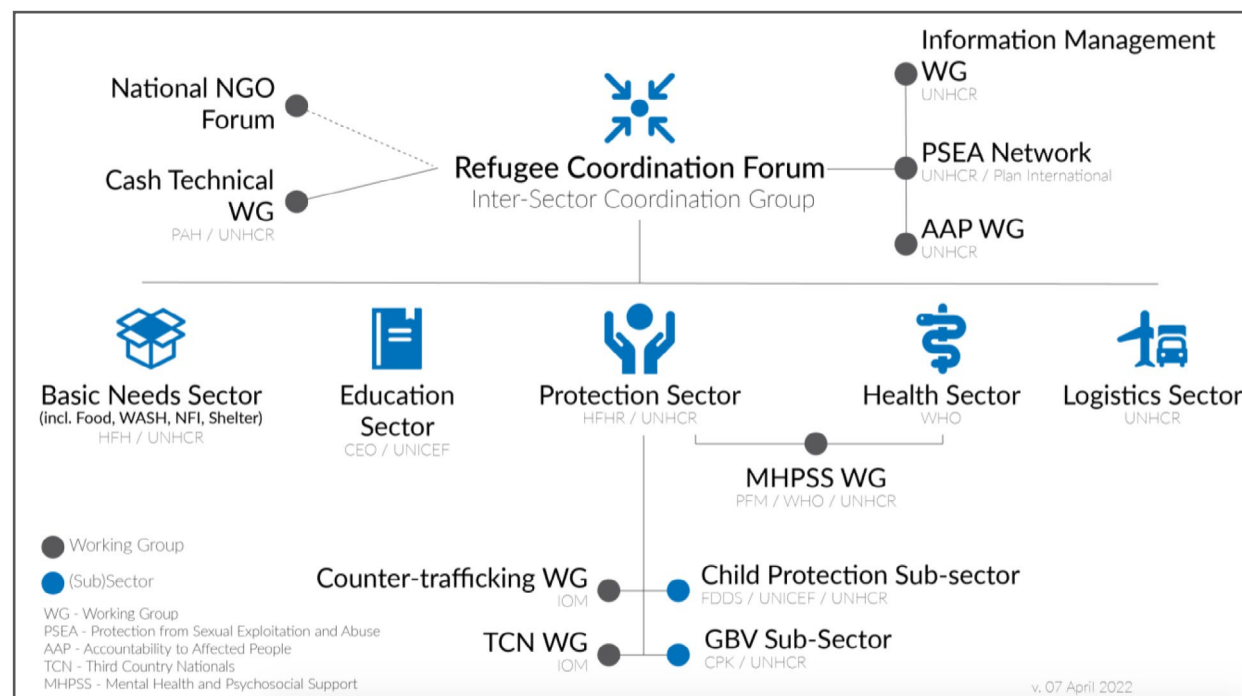 National NGO
Forum
Cash Technical
WG
PAH / UNHCR
Refugee Coordination Forum
Inter-Sector Coordination Group
Information Management
WG
UNHCR
PSEA Network
UNHCR / Plan International
AAP WG
UNHCR
Basic Needs Sector
(incl. Food, WASH, NFI, Shelter)
HFH / UNHCR
Education
Sector
CEO / UNICEF
Protection Sector
HFHR / UNHCR
Health Sector
WHO
Logistics Sector
UNHCR
MHPSS WG
PFM / WHO / UNHCR
Counter-trafficking WG
IOM
Child Protection Sub-sector
FDDS / UNICEF / UNHCR
TCN WG
IOM
GBV Sub-Sector
CPK / UNHCR
Working Group
(Sub)Sector
WG - Working Group
PSEA - Protection from Sexual Exploitation and Abuse
AAP - Accountability to Affected People
TCN - Third Country Nationals
MHPSS - Mental Health and Psychosocial Support
v. 07 April 2022